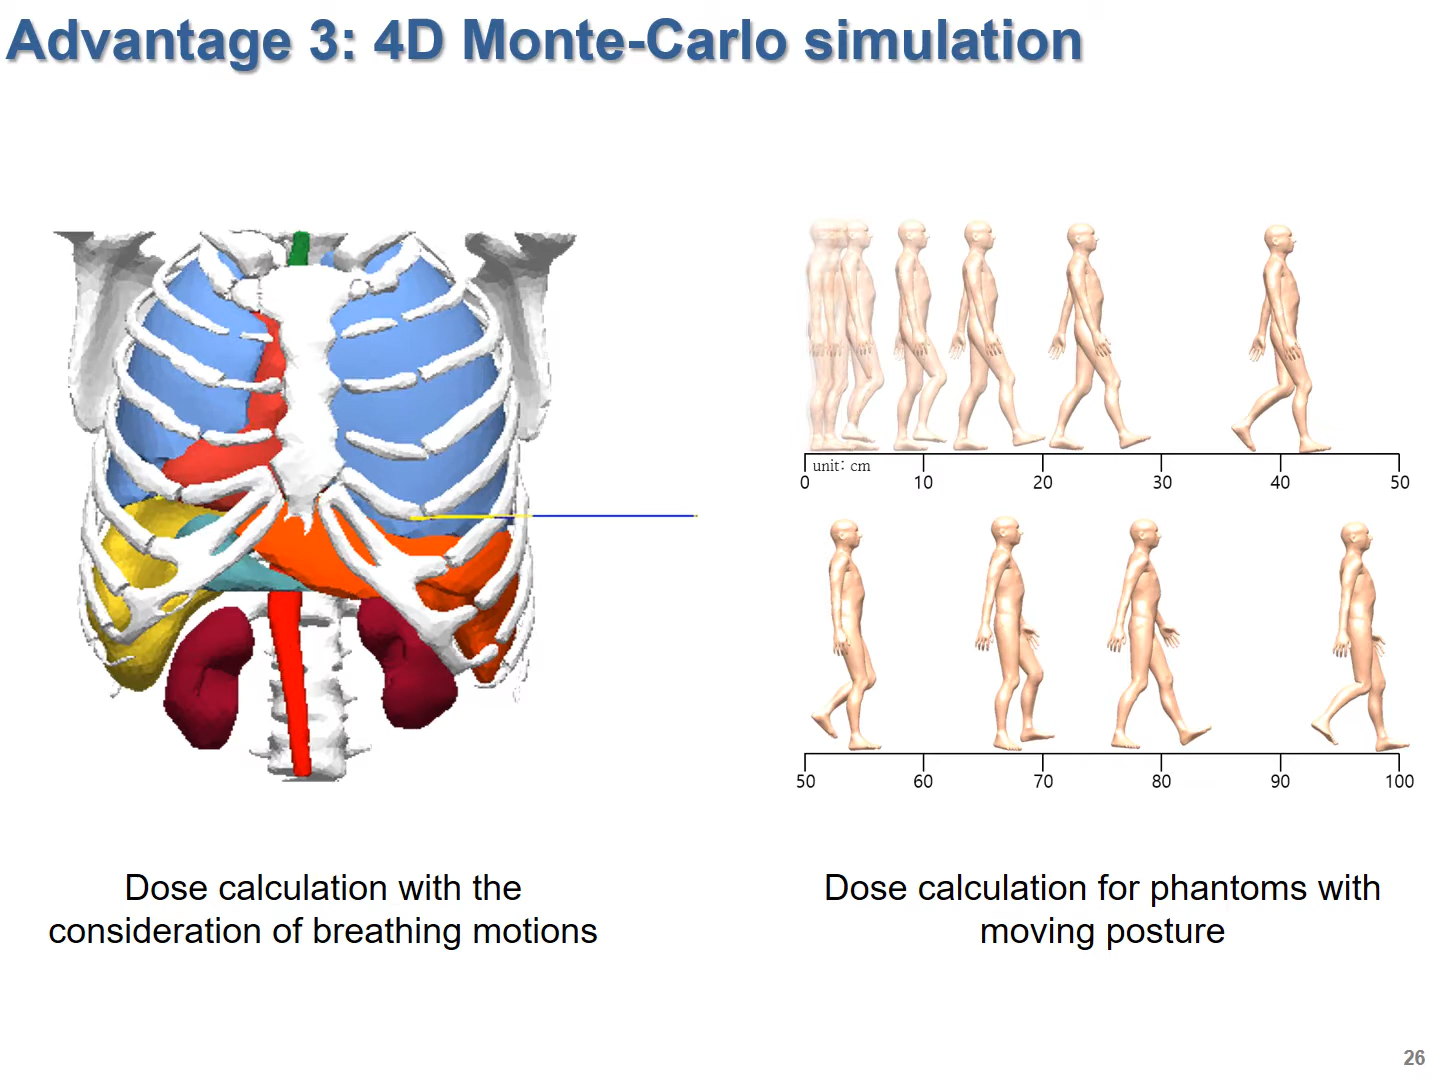 Advantage 3: 4D Monte-Carlo simulation
unit: cm
0 10 20 30 40 50
50 60 70 80 90 100
Dose calculation with the
consideration of breathing motions
Dose calculation for phantoms with
moving posture
26